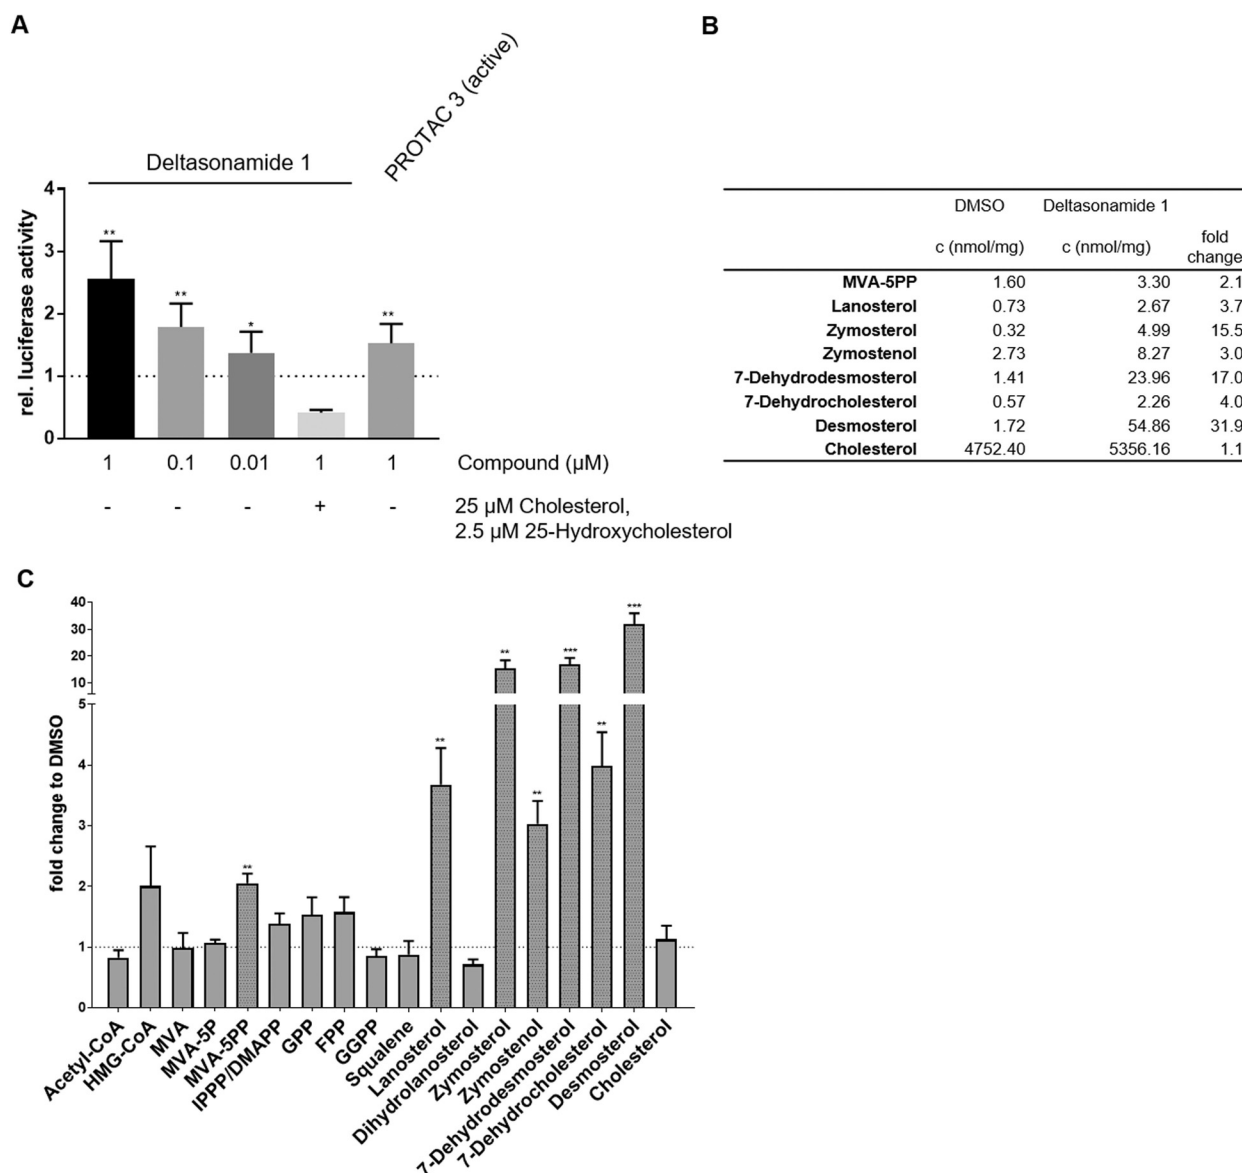 A
Deltasonamide 1
PROTAC 3 (active)
rel. luciferase activity
4
3
2
1
0
**
**
*
**
1 0.1 0.01 1 1 Compound (µM)
- - - + - 25 µM Cholesterol,
2.5 µM 25-Hydroxycholesterol
B
DMSO Deltasonamide 1
c (nmol/mg) c (nmol/mg) fold
change
MVA-5PP 1.60 3.30 2.1
Lanosterol 0.73 2.67 3.7
Zymosterol 0.32 4.99 15.5
Zymostenol 2.73 8.27 3.0
7-Dehydrodesmosterol 1.41 23.96 17.0
7-Dehydrocholesterol 0.57 2.26 4.0
Desmosterol 1.72 54.86 31.9
Cholesterol 4752.40 5356.16 1.1
C
fold change to DMSO
40
30
20
10
5
4
3
2
1
0
**
**
**
**
***
**
***
Acetyl-CoA
HMG-CoA
MVA
MVA-5P
MVA-5PP
IPPP/DMAPP
GPP
FPP
GGPP
Squalene
Lanosterol
Dihydrolanosterol
Zymosterol
Zymostenol
7-Dehydrodesmosterol
7-Dehydrocholesterol
Desmosterol
Cholesterol